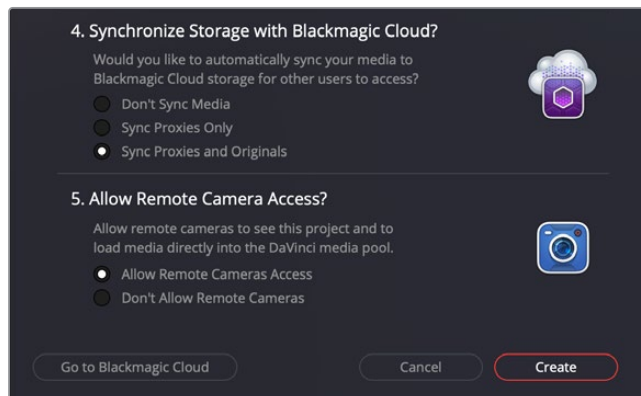 4. Synchronize Storage with Blackmagic Cloud?
Would you like to automatically sync your media to
Blackmagic Cloud storage for other users to access?
Don't Sync Media
Sync Proxies Only
Sync Proxies and Originals
5. Allow Remote Camera Access?
Allow remote cameras to see this project and to
load media directly into the DaVinci media pool.
Allow Remote Cameras Access
Don't Allow Remote Cameras
Go to Blackmagic Cloud
Cancel
Create